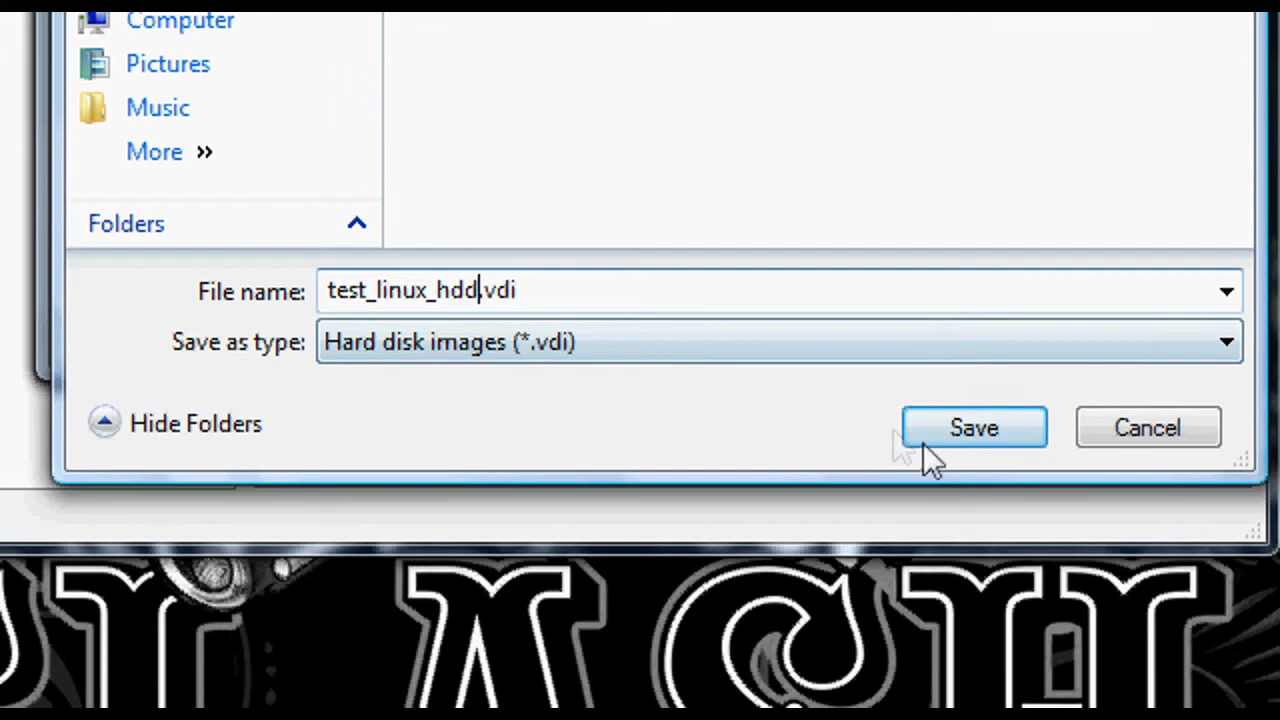 Computer
Pictures
Music
More »
Folders
File name: test_linux_hdd.vdi
Save as type: Hard disk images (*.vdi)
Hide Folders
Save Cancel